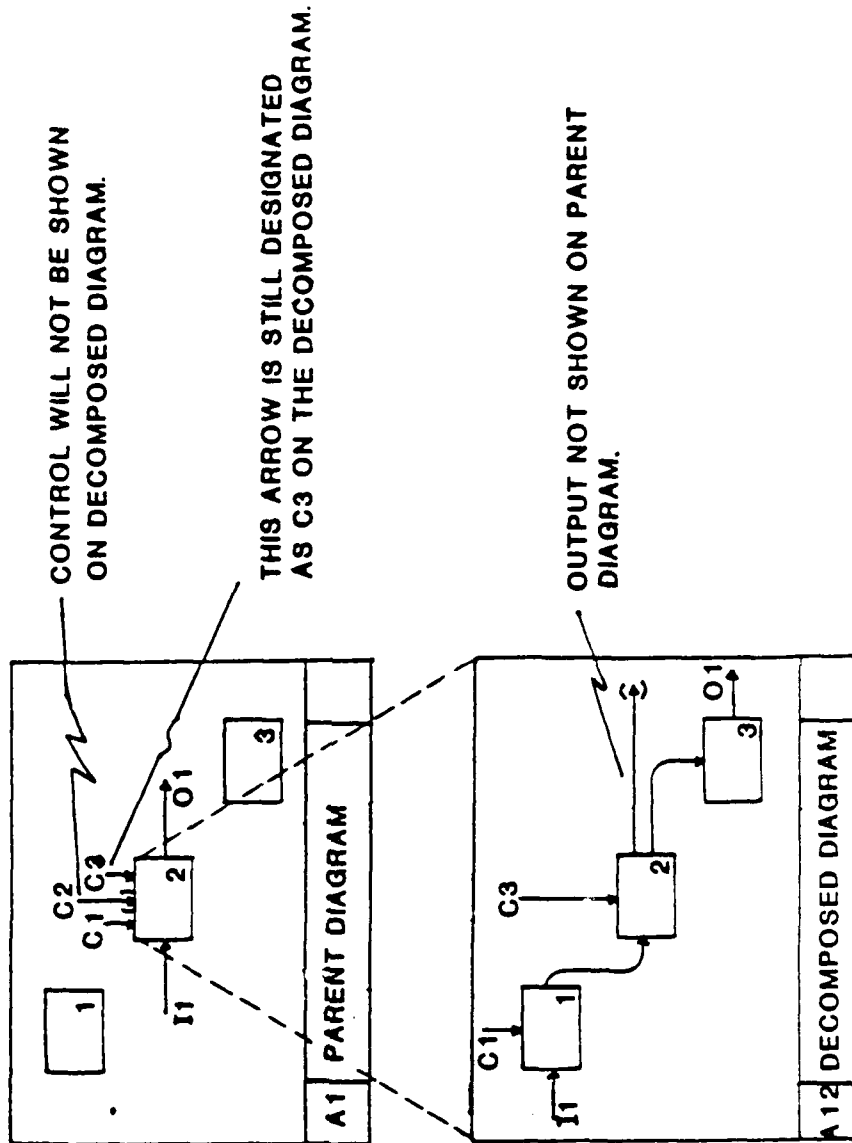 CONTROL WILL NOT BE SHOWN
ON DECOMPOSED DIAGRAM.
THIS ARROW IS STILL DESIGNATED
AS C3 ON THE DECOMPOSED DIAGRAM.
1
C1
C2
C3
I1
2
O1
3
A1 PARENT DIAGRAM
OUTPUT NOT SHOWN ON PARENT
DIAGRAM.
C1
I1
1
C3
2
( )
O1
3
A12 DECOMPOSED DIAGRAM